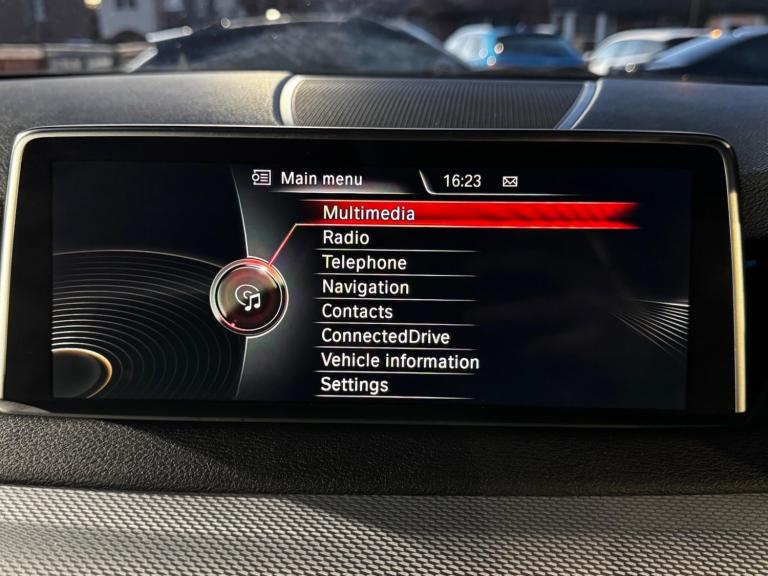 Main menu 16:23
Multimedia
Radio
Telephone
Navigation
Contacts
ConnectedDrive
Vehicle information
Settings